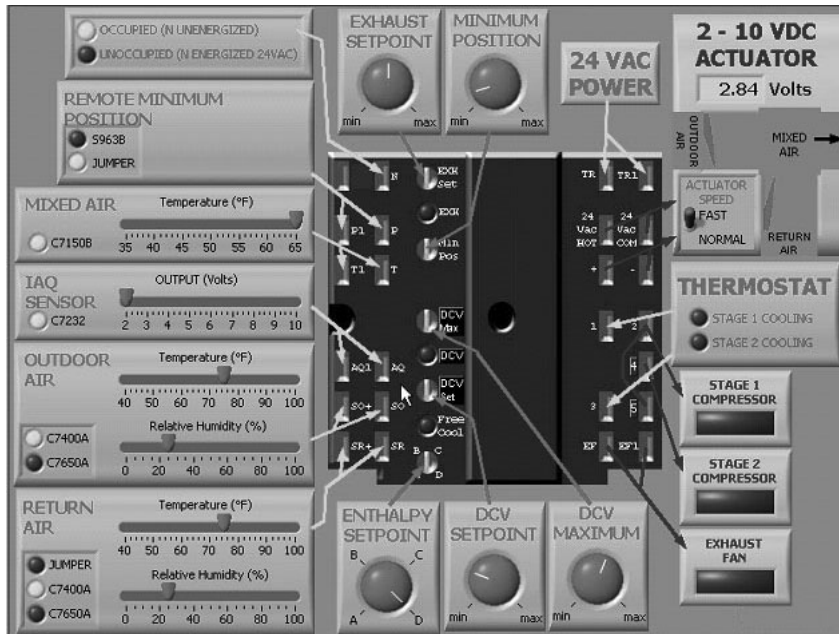 OCCUPIED (N UNENERGIZED)
UNOCCUPIED (N ENERGIZED 24VAC)
EXHAUST
SETPOINT
min max
MINIMUM
POSITION
min max
24 VAC
POWER
2 - 10 VDC
ACTUATOR
2.84 Volts
OUTDOOR
AIR
MIXED
AIR
RETURN
AIR
ACTUATOR
SPEED
FAST
NORMAL
REMOTE MINIMUM
POSITION
S963B
JUMPER
MIXED AIR
C7150B
Temperature (°F)
35 40 45 50 55 60 65
IAQ
SENSOR
C7232
OUTPUT (Volts)
2 3 4 5 6 7 8 9 10
OUTDOOR
AIR
C7400A
C7650A
Temperature (°F)
40 50 60 70 80 90 100
Relative Humidity (%)
0 20 40 60 80 100
RETURN
AIR
JUMPER
C7400A
C7650A
Temperature (°F)
40 50 60 70 80 90 100
Relative Humidity (%)
0 20 40 60 80 100
N
P1 P
T1 T
AQ1 AQ
SO+ SO
SR+ SR
EXH
Set
EXH
Min
Pos
DCV
Max
DCV
DCV
Set
Free
Cool
B C
D
TR TR1
24 24
Vac Vac
HOT COM
+ -
1 2
4
3 5
EF EF1
THERMOSTAT
STAGE 1 COOLING
STAGE 2 COOLING
STAGE 1
COMPRESSOR
STAGE 2
COMPRESSOR
EXHAUST
FAN
ENTHALPY
SETPOINT
B C
A D
DCV
SETPOINT
min max
DCV
MAXIMUM
min max